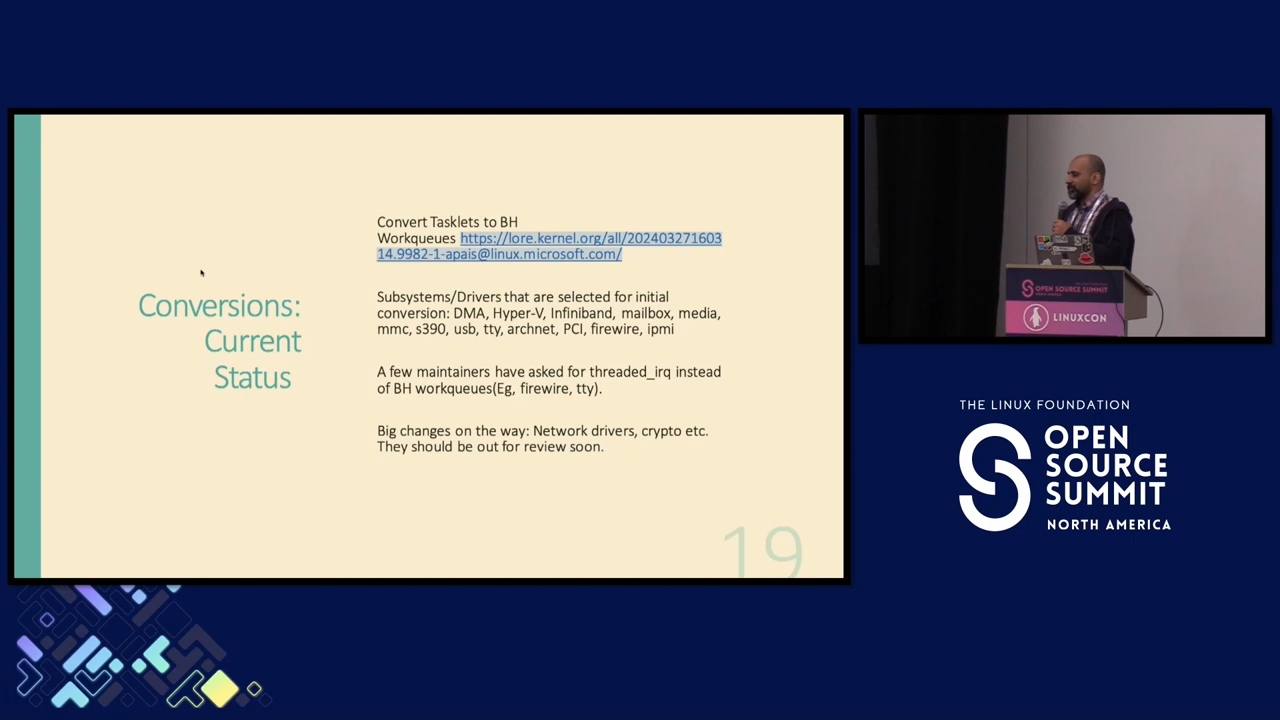 Conversions:
Current
Status
Convert Tasklets to BH
Workqueues https://lore.kernel.org/all/202403271603
14.9982-1-apais@linux.microsoft.com/
Subsystems/Drivers that are selected for initial
conversion: DMA, Hyper-V, Infiniband, mailbox, media,
mmc, s390, usb, tty, archnet, PCI, firewire, ipmi
A few maintainers have asked for threaded_irq instead
of BH workqueues(Eg, firewire, tty).
Big changes on the way: Network drivers, crypto etc.
They should be out for review soon.
19
OPEN SOURCE SUMMIT
LINUXCON
THE LINUX FOUNDATION
OPEN
SOURCE
SUMMIT
NORTH AMERICA